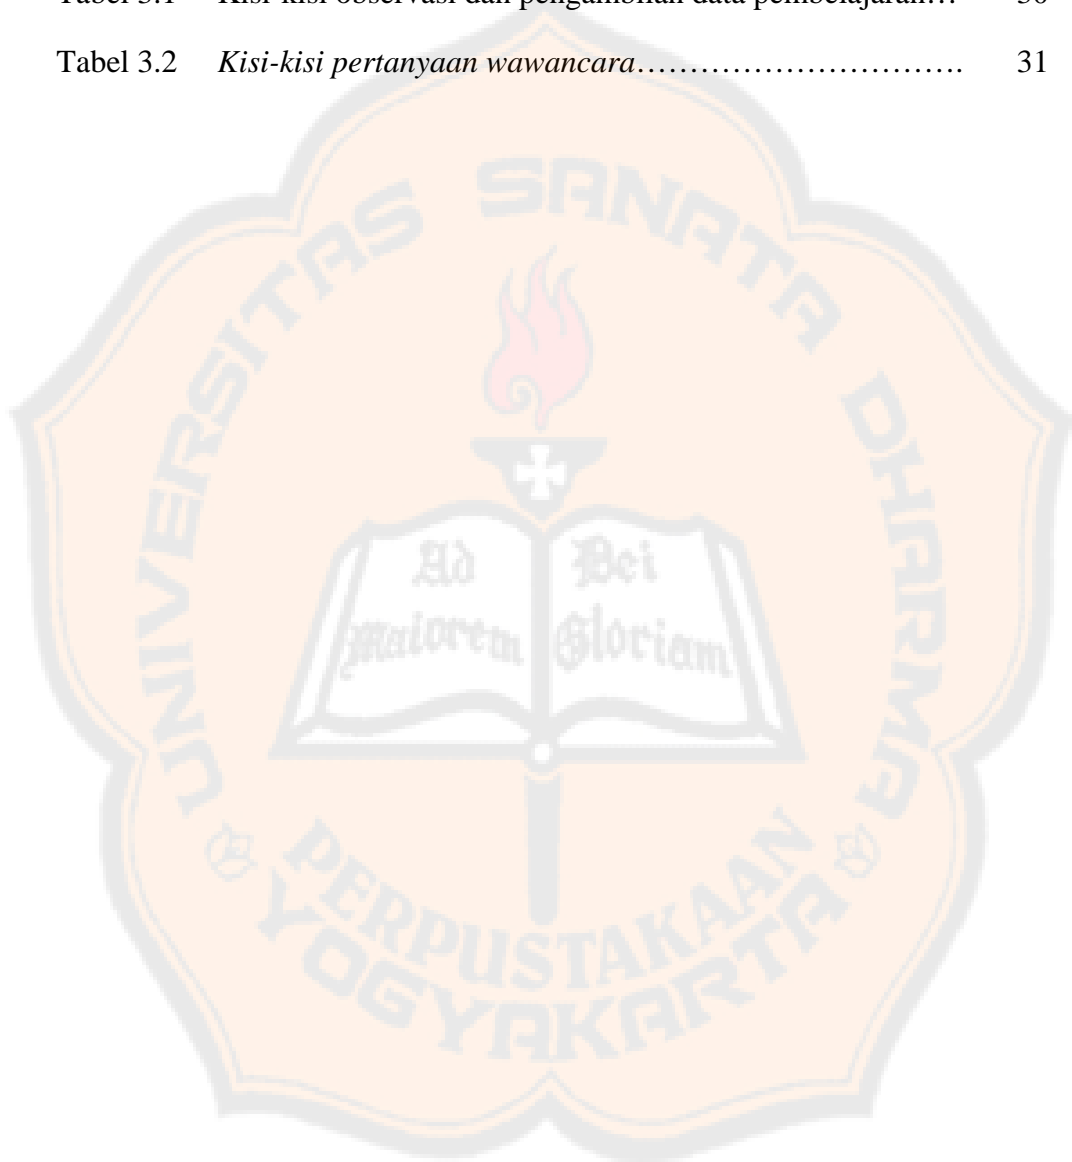 Tabel 3.1 Kisi-kisi observasi dan pengambilan data pembelajaran… 30
Tabel 3.2 Kisi-kisi pertanyaan wawancara…………………………. 31
UNIVERSITAS SANATA DHARMA
Ad Dei
Maiorem Gloriam
PERPUSTAKAAN
YOGYAKARTA